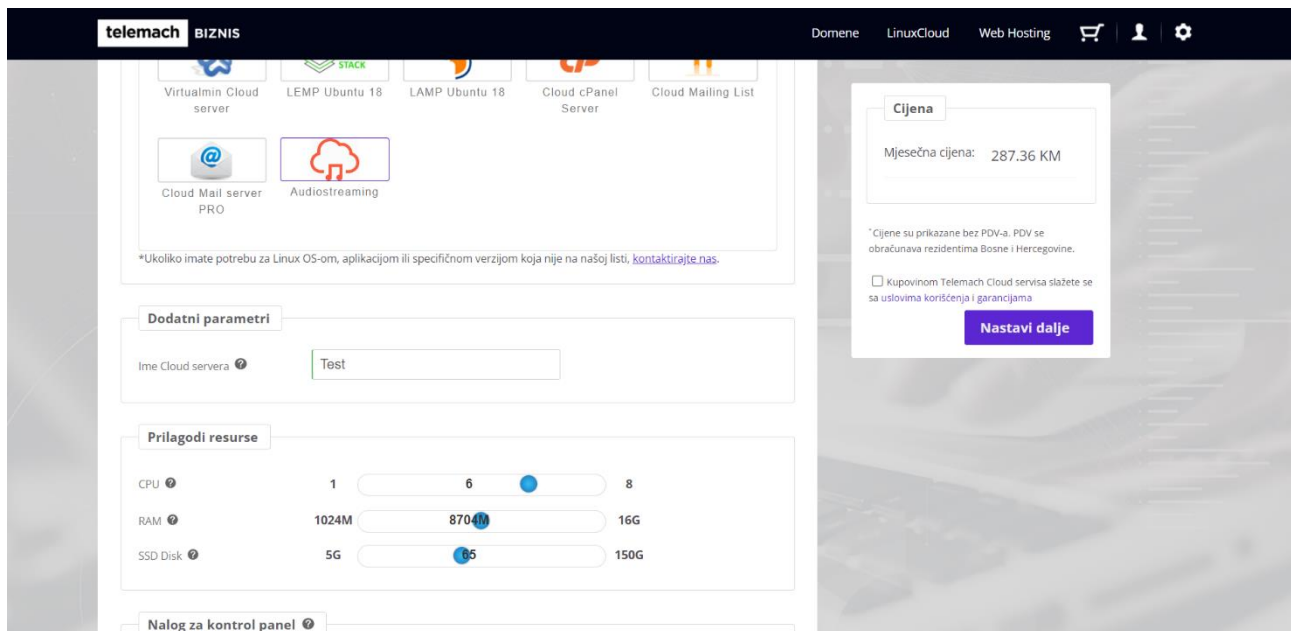 telemach BIZNIS
Domene LinuxCloud Web Hosting
STACK
Virtualmin Cloud server
LEMP Ubuntu 18
LAMP Ubuntu 18
Cloud cPanel Server
Cloud Mailing List
Cloud Mail server PRO
Audiostreaming
*Ukoliko imate potrebu za Linux OS-om, aplikacijom ili specifičnom verzijom koja nije na našoj listi, kontaktirajte nas.
Dodatni parametri
Ime Cloud servera ?
Test
Prilagodi resurse
CPU ? 1 6 8
RAM ? 1024M 8704M 16G
SSD Disk ? 5G 65 150G
Nalog za kontrol panel ?
Cijena
Mjesečna cijena: 287.36 KM
*Cijene su prikazane bez PDV-a. PDV se
obračunava rezidentima Bosne i Hercegovine.
Kupovinom Telemach Cloud servisa slažete se
sa uslovima korišćenja i garancijama
Nastavi dalje